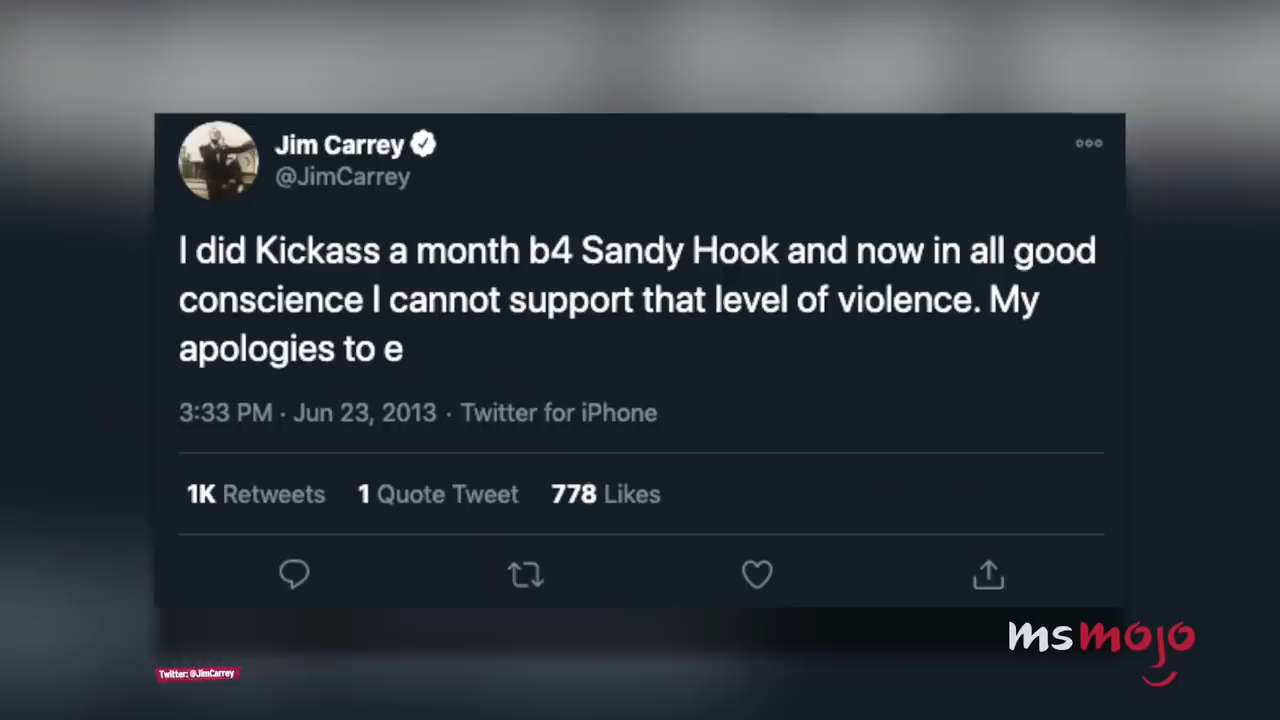 Jim Carrey
@JimCarrey
I did Kickass a month b4 Sandy Hook and now in all good
conscience I cannot support that level of violence. My
apologies to e
3:33 PM · Jun 23, 2013 · Twitter for iPhone
1K Retweets 1 Quote Tweet 778 Likes
msmojo
Twitter: @JimCarrey